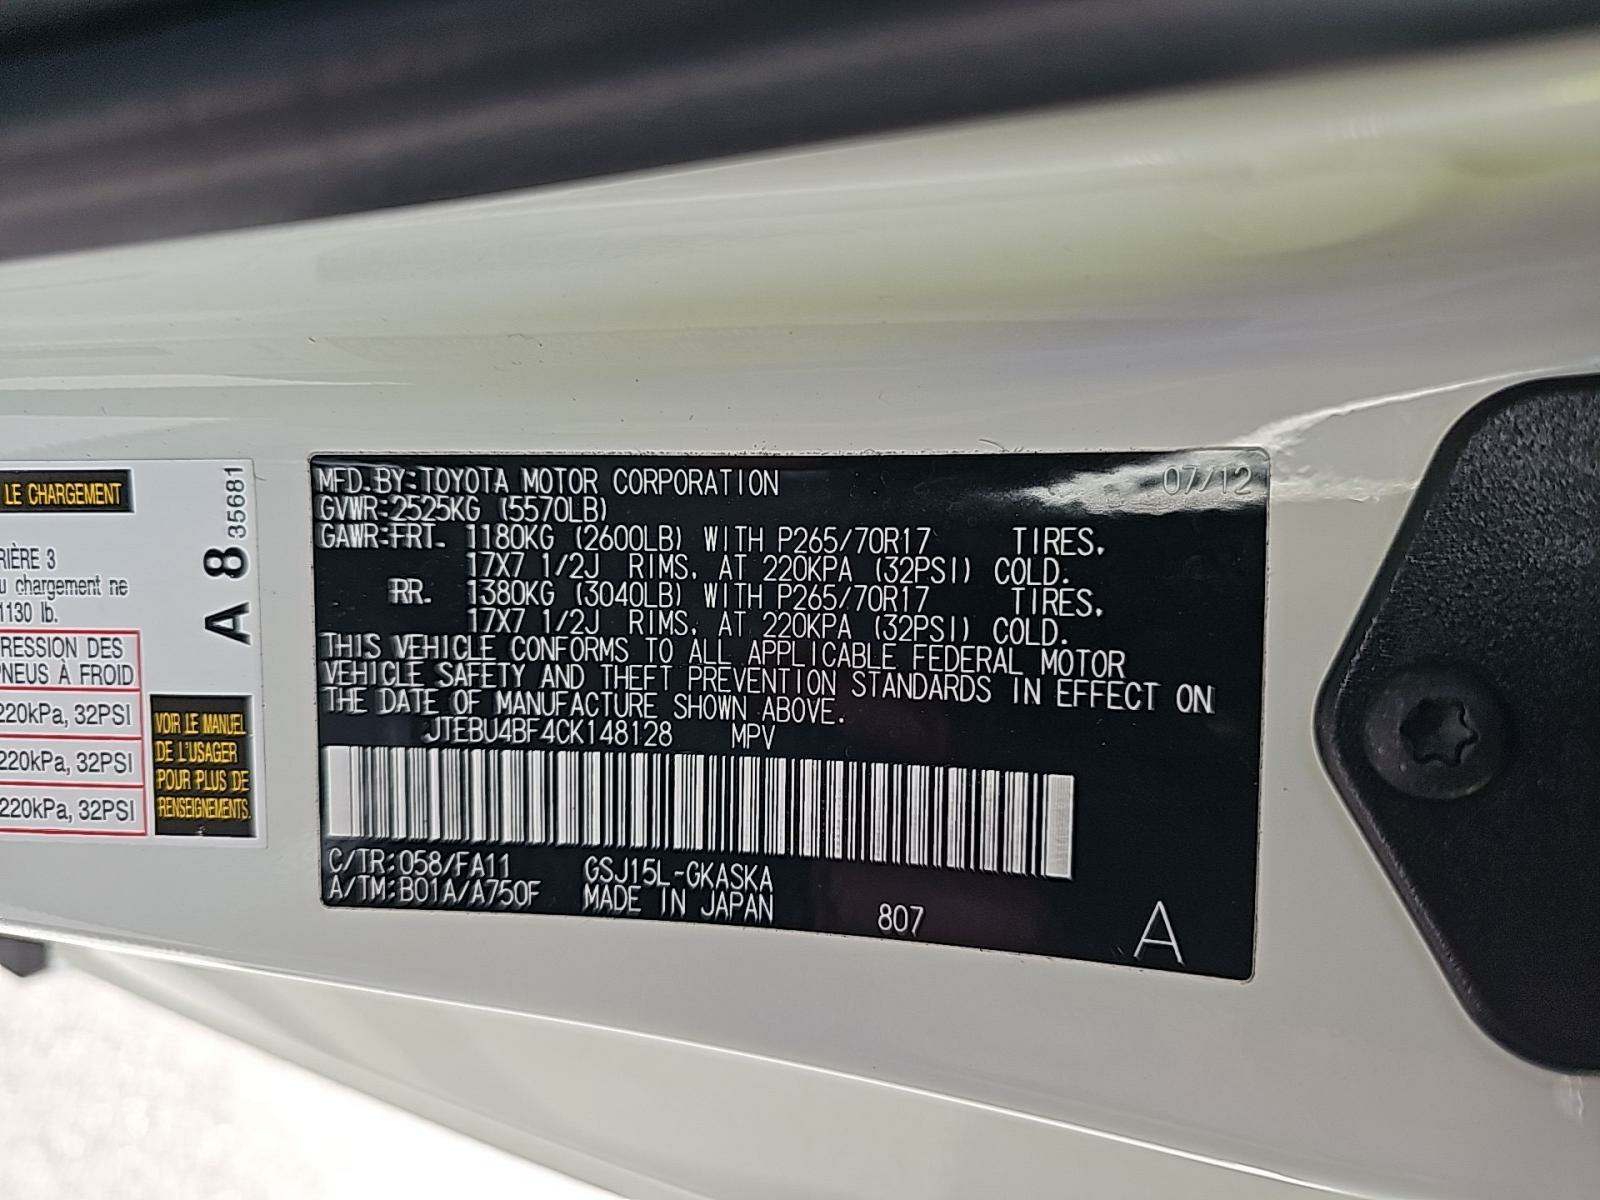 LE CHARGEMENT
RIÈRE 3
u chargement ne
1130 lb.
RESSION DES
PNEUS À FROID
220kPa, 32PSI
220kPa, 32PSI
220kPa, 32PSI
A 8 35681
VOIR LE MANUEL
DE L'USAGER
POUR PLUS DE
RENSEIGNEMENTS.
MFD.BY:TOYOTA MOTOR CORPORATION 07/12
GVWR:2525KG (5570LB)
GAWR:FRT. 1180KG (2600LB) WITH P265/70R17 TIRES,
17X7 1/2J RIMS, AT 220KPA (32PSI) COLD.
RR. 1380KG (3040LB) WITH P265/70R17 TIRES,
17X7 1/2J RIMS, AT 220KPA (32PSI) COLD.
THIS VEHICLE CONFORMS TO ALL APPLICABLE FEDERAL MOTOR
VEHICLE SAFETY AND THEFT PREVENTION STANDARDS IN EFFECT ON
THE DATE OF MANUFACTURE SHOWN ABOVE.
JTEBU4BF4CK148128 MPV
C/TR:058/FA11 GSJ15L-GKASKA
A/TM:B01A/A750F MADE IN JAPAN 807 A